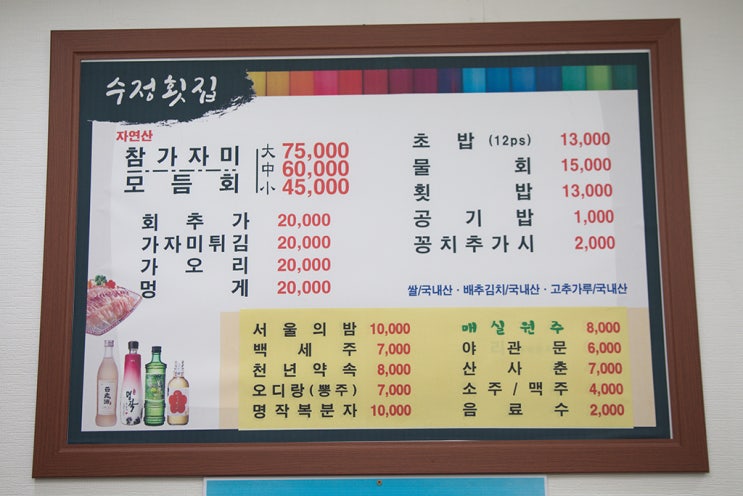 수정횟집
자연산
참가자미 大 75,000
中 60,000
모듬회 小 45,000
회추가 20,000
가자미튀김 20,000
가오리 20,000
멍게 20,000
초밥 (12ps) 13,000
물회 15,000
횟밥 13,000
공기밥 1,000
꽁치추가시 2,000
쌀/국내산 · 배추김치/국내산 · 고추가루/국내산
서울의밤 10,000
백세주 7,000
천년약속 8,000
오디랑(뽕주) 7,000
명작복분자 10,000
매실원주 8,000
야관문 6,000
산사춘 7,000
소주/맥주 4,000
음료수 2,000